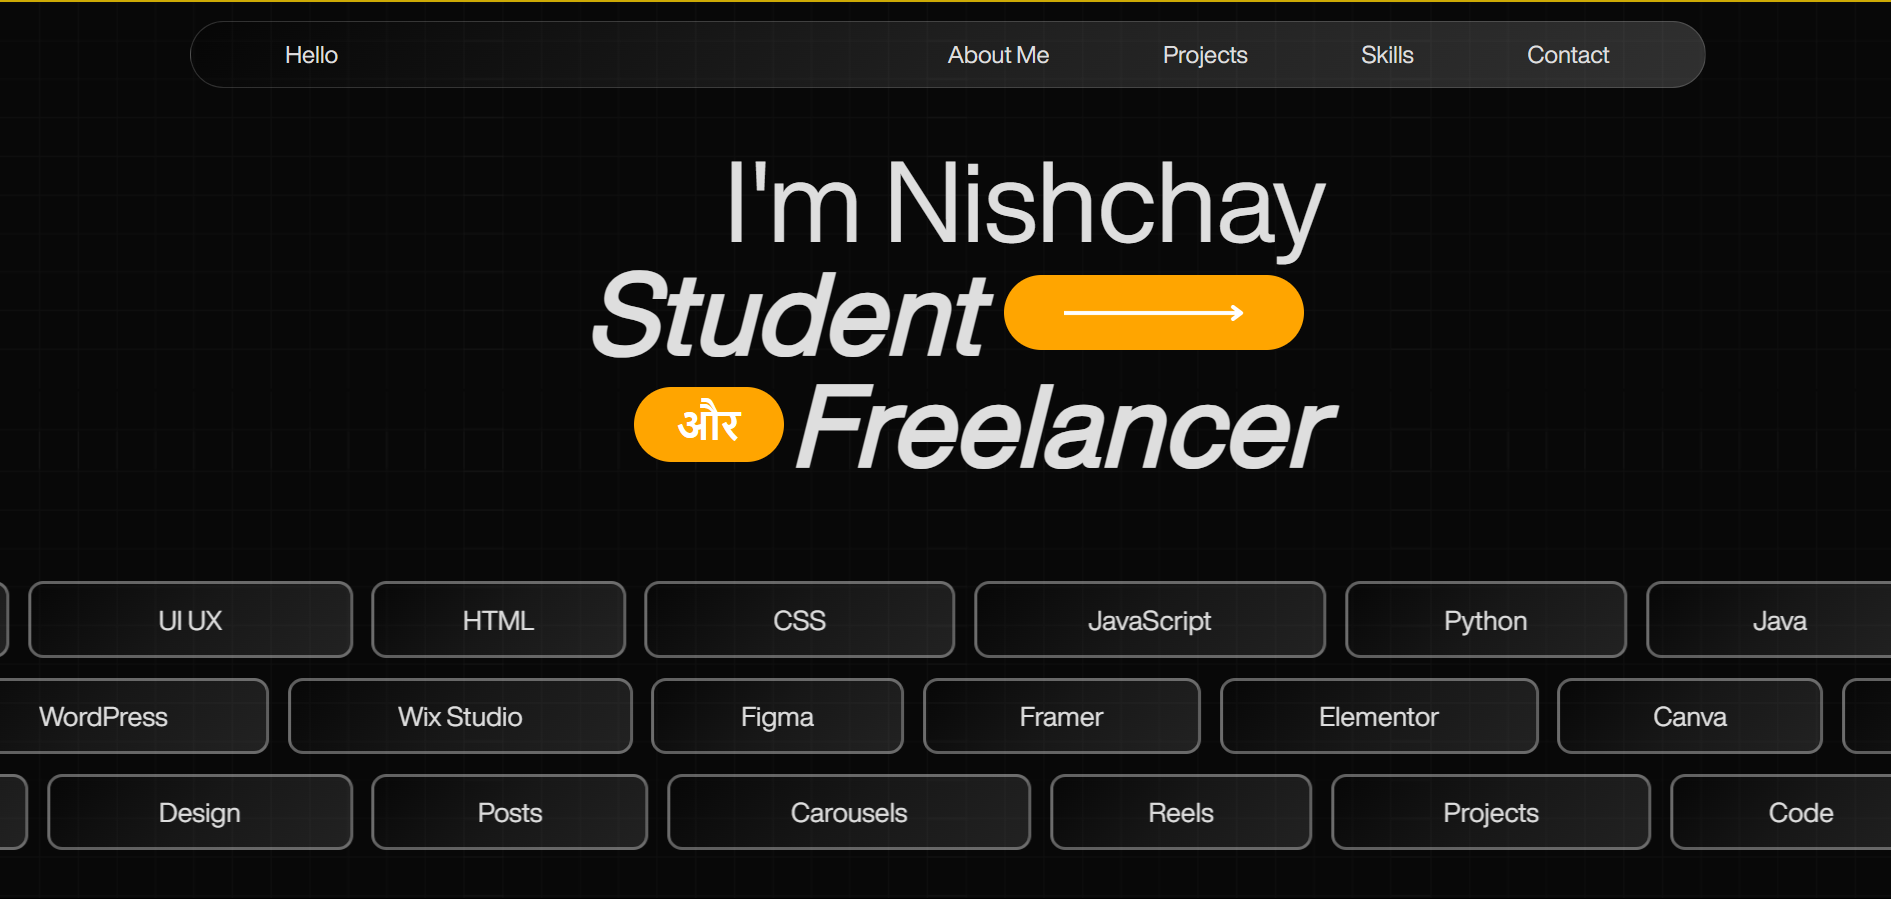 Hello About Me Projects Skills Contact
I'm Nishchay
Student
और Freelancer
UI UX HTML CSS JavaScript Python Java
WordPress Wix Studio Figma Framer Elementor Canva
Design Posts Carousels Reels Projects Code